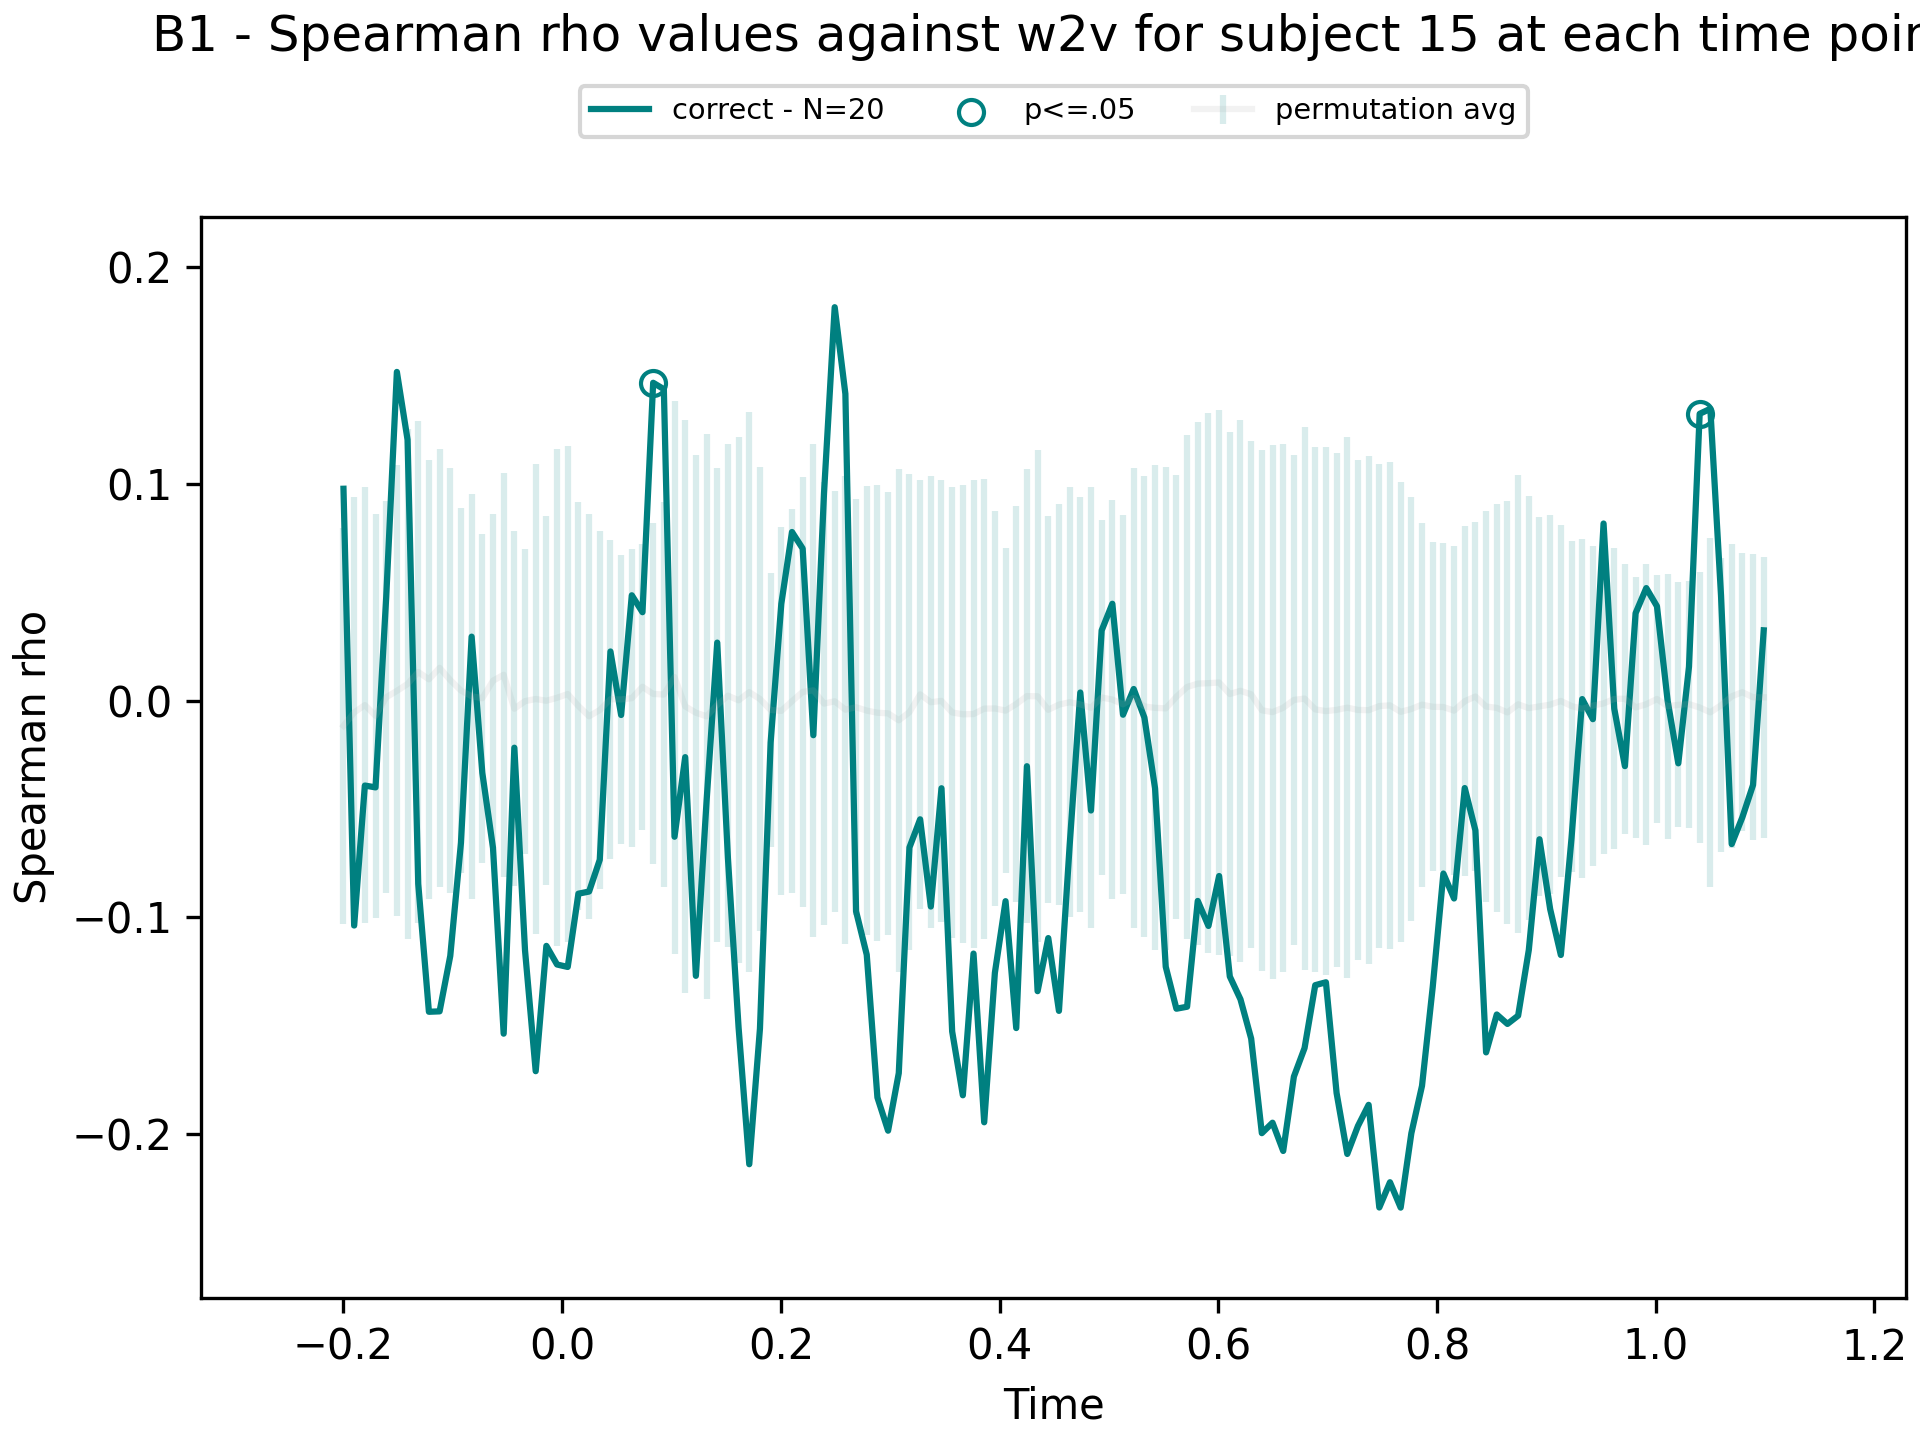 B1 - Spearman rho values against w2v for subject 15 at each time
correct - N=20
p<=.05
permutation avg
Spearman rho
0.2
0.1
0.0
−0.1
−0.2
−0.2
0.0
0.2
0.4
0.6
0.8
1.0
1.2
Time